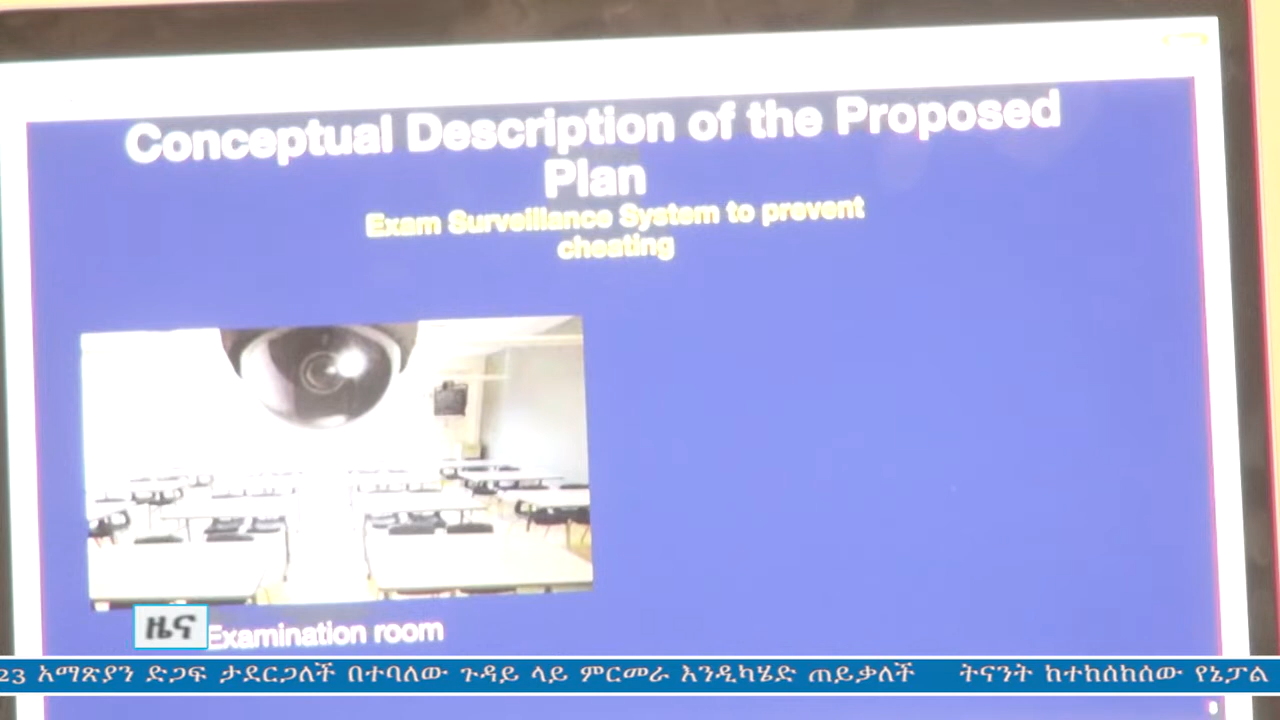 Conceptual Description of the Proposed
Plan
Exam Surveillance System to prevent
cheating
ዜና
Examination room
23 አማጽያን ድጋፍ ታደርጋለች በተባለው ጉዳይ ላይ ምርመራ እንዲካሄድ ጠይቃለች ትናንት ከተከሰከሰው የኔፓል
8